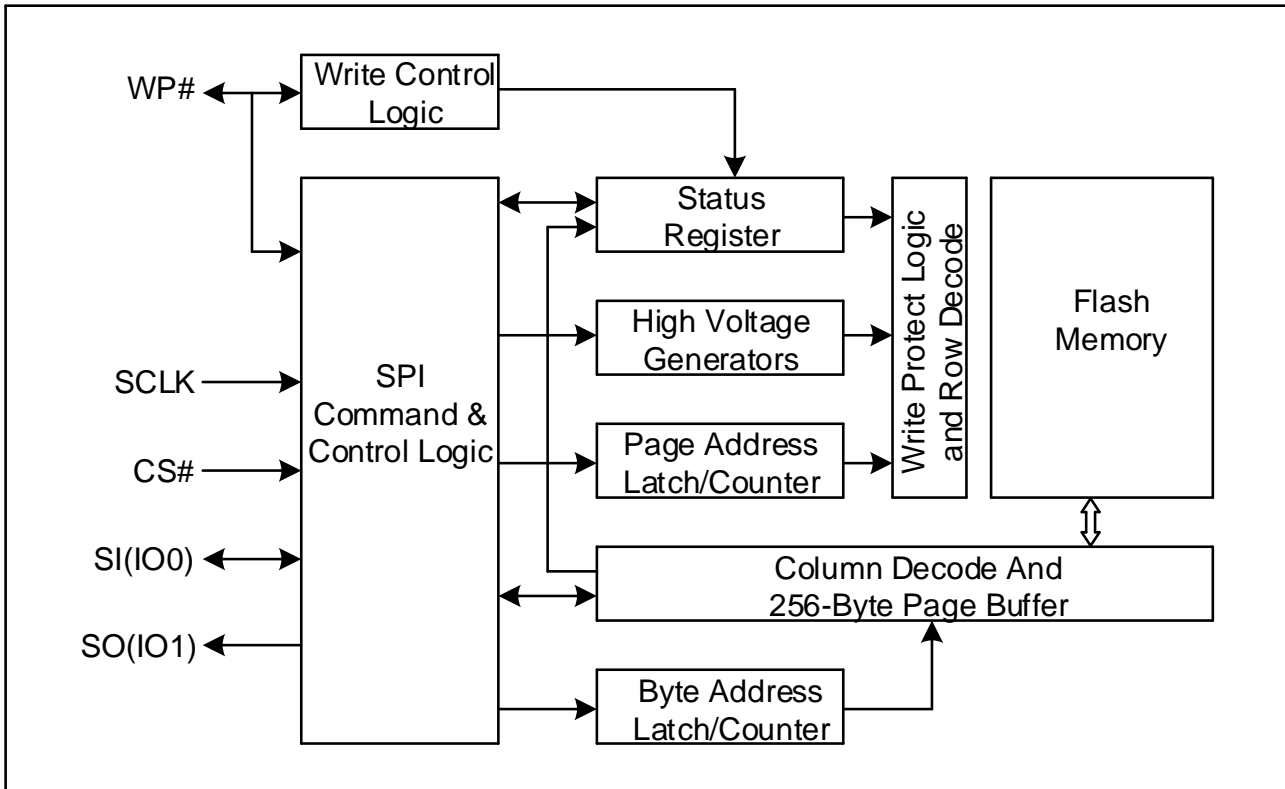 WP#
Write Control
Logic
Status
Register
Write Protect Logic
and Row Decode
Flash
Memory
High Voltage
Generators
SCLK
SPI
Command &
Control Logic
CS#
Page Address
Latch/Counter
SI(IO0)
Column Decode And
256-Byte Page Buffer
SO(IO1)
Byte Address
Latch/Counter